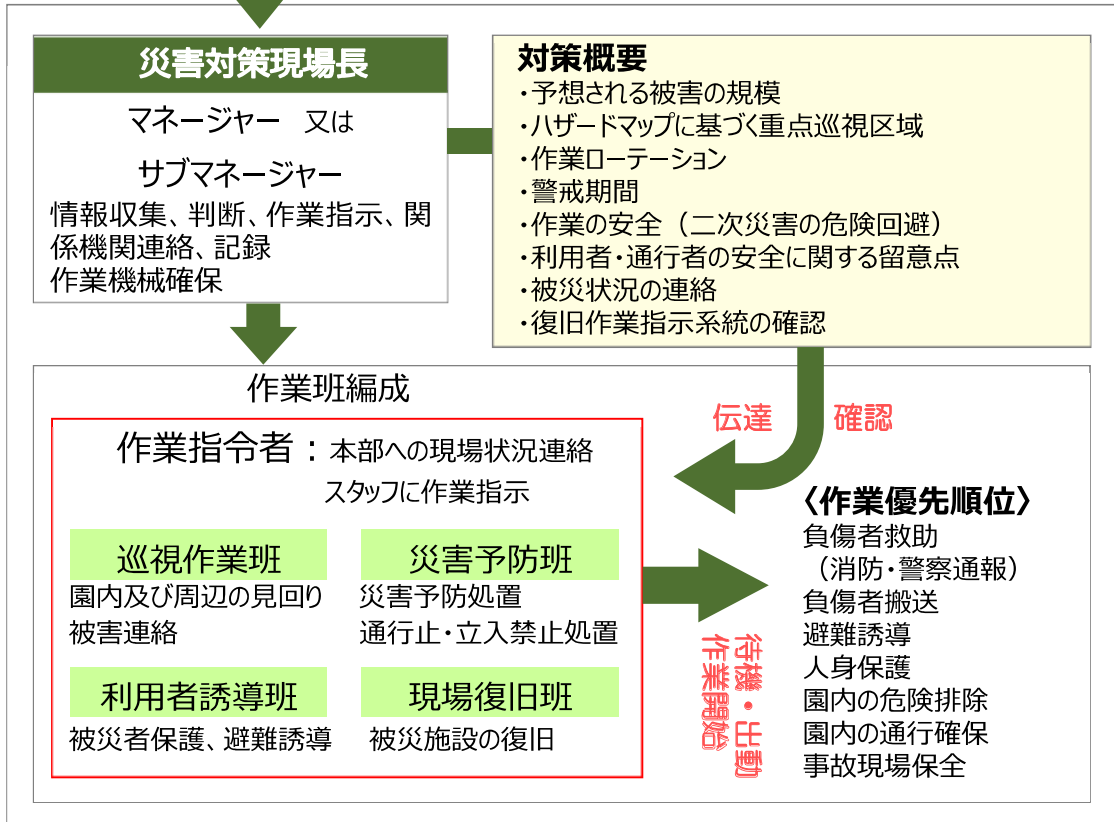 災害対策現場長
マネージャー 又は
サブマネージャー
情報収集、判断、作業指示、関
係機関連絡、記録
作業機械確保
対策概要
・予想される被害の規模
・ハザードマップに基づく重点巡視区域
・作業ローテーション
・警戒期間
・作業の安全（二次災害の危険回避）
・利用者・通行者の安全に関する留意点
・被災状況の連絡
・復旧作業指示系統の確認
伝達 確認
作業班編成
作業指令者：本部への現場状況連絡
スタッフに作業指示
巡視作業班
園内及び周辺の見回り
被害連絡
災害予防班
災害予防処置
通行止・立入禁止処置
利用者誘導班
被災者保護、避難誘導
現場復旧班
被災施設の復旧
待機・出動
作業開始
〈作業優先順位〉
負傷者救助
（消防・警察通報）
負傷者搬送
避難誘導
人身保護
園内の危険排除
園内の通行確保
事故現場保全